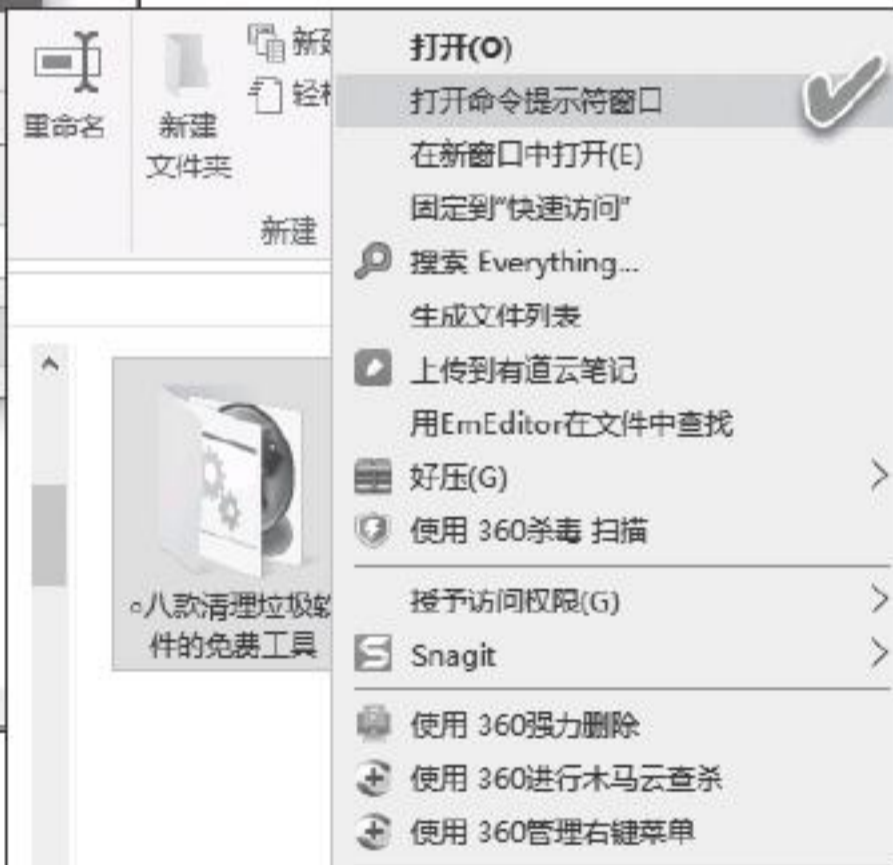 重命名
新建
文件夹
新建
打开(O)
打开命令提示符窗口
在新窗口中打开(E)
固定到"快速访问"
搜索 Everything...
生成文件列表
上传到有道云笔记
用EmEditor在文件中查找
好压(G)
使用 360杀毒 扫描
授予访问权限(G)
Snagit
使用 360强力删除
使用 360进行木马云查杀
使用 360管理右键菜单
八款清理垃圾软
件的免费工具